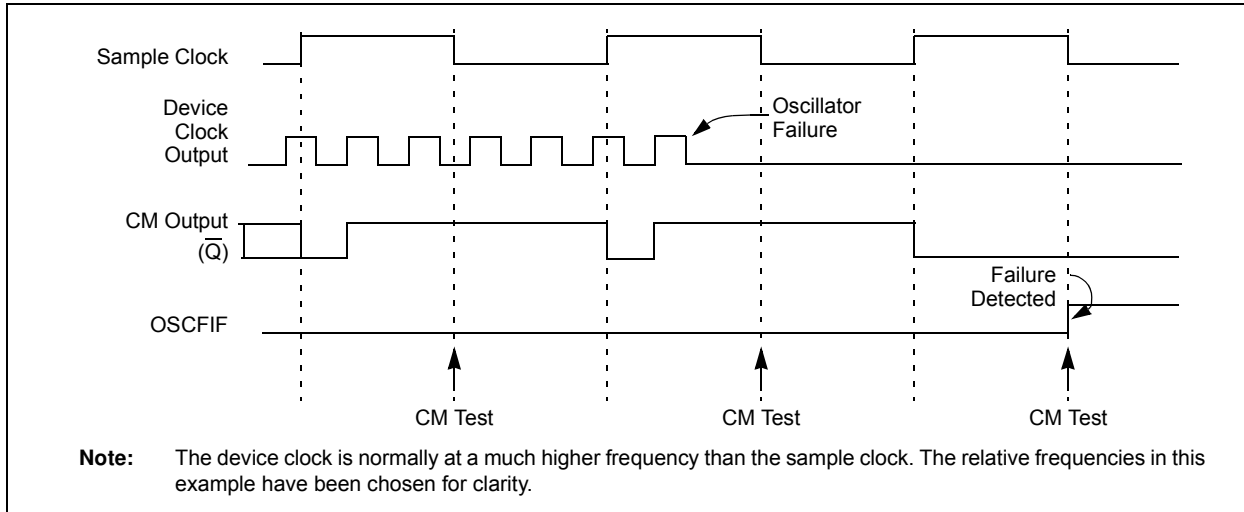 Sample Clock
Device
Clock
Output
Oscillator
Failure
CM Output
(Q̅)
Failure
Detected
OSCFIF
CM Test
CM Test
CM Test
Note: The device clock is normally at a much higher frequency than the sample clock. The relative frequencies in this
example have been chosen for clarity.